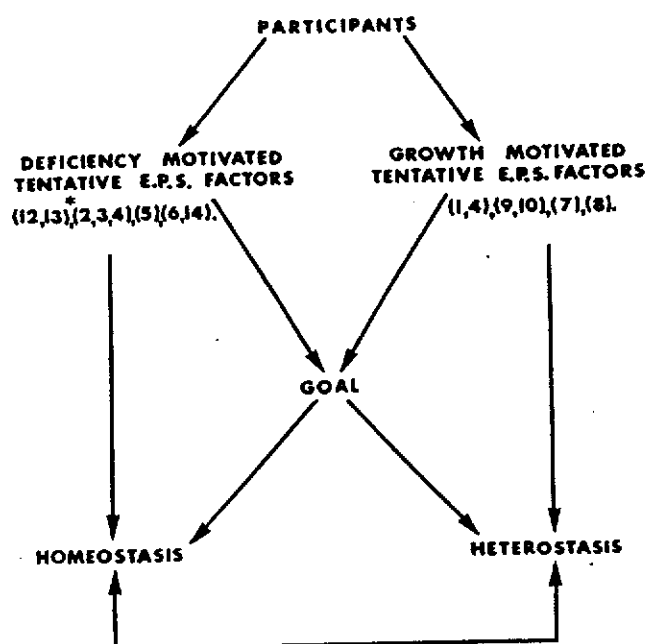 PARTICIPANTS
DEFICIENCY MOTIVATED
TENTATIVE E.P.S. FACTORS
(12,13)*,(2,3,4),(5),(6,14).
GROWTH MOTIVATED
TENTATIVE E.P.S. FACTORS
(1,4),(9,10),(7),(8).
GOAL
HOMEOSTASIS
HETEROSTASIS